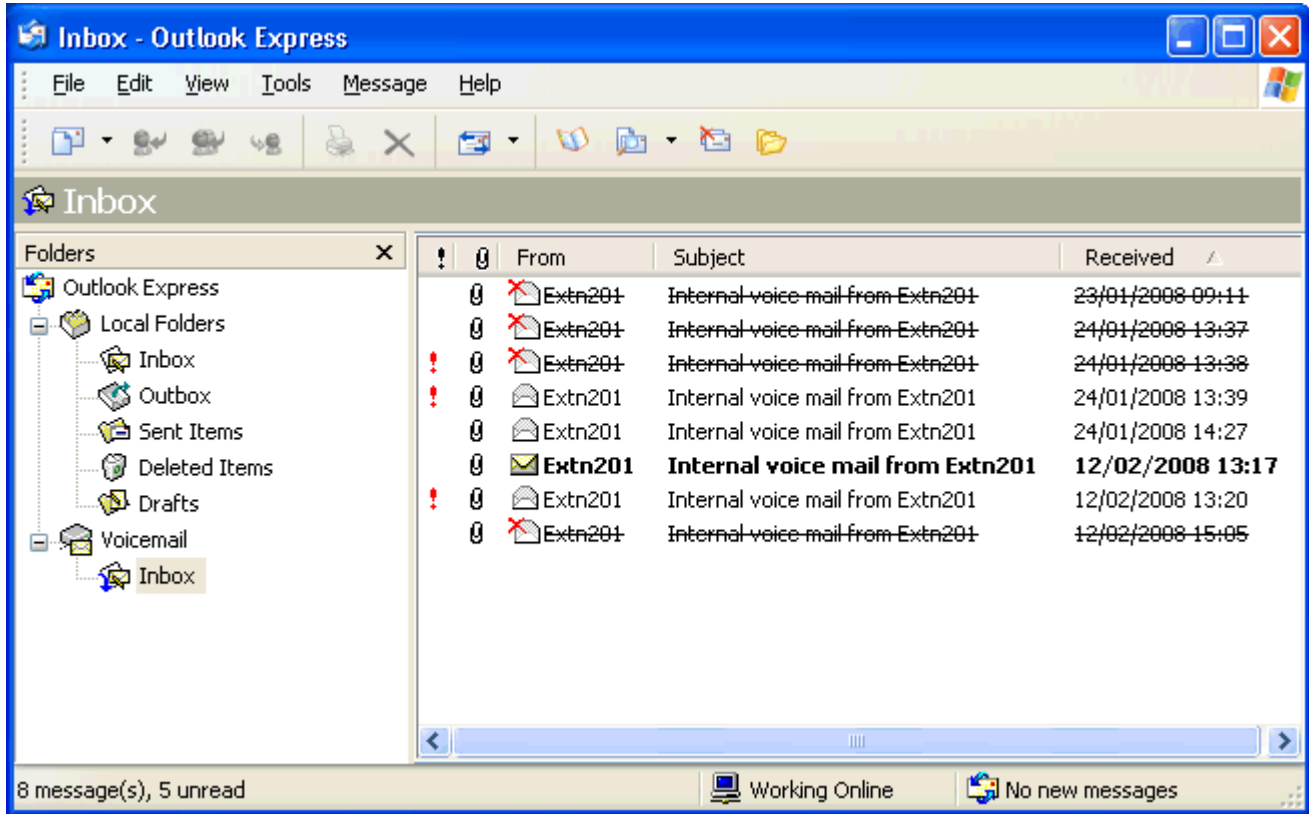 Inbox - Outlook Express
File Edit View Tools Message Help
Inbox
Folders
Outlook Express
Local Folders
Inbox
Outbox
Sent Items
Deleted Items
Drafts
Voicemail
Inbox
! From Subject Received
Extn201 Internal voice mail from Extn201 23/01/2008 09:11
Extn201 Internal voice mail from Extn201 24/01/2008 13:37
! Extn201 Internal voice mail from Extn201 24/01/2008 13:38
! Extn201 Internal voice mail from Extn201 24/01/2008 13:39
Extn201 Internal voice mail from Extn201 24/01/2008 14:27
Extn201 Internal voice mail from Extn201 12/02/2008 13:17
! Extn201 Internal voice mail from Extn201 12/02/2008 13:20
Extn201 Internal voice mail from Extn201 12/02/2008 15:05
8 message(s), 5 unread Working Online No new messages